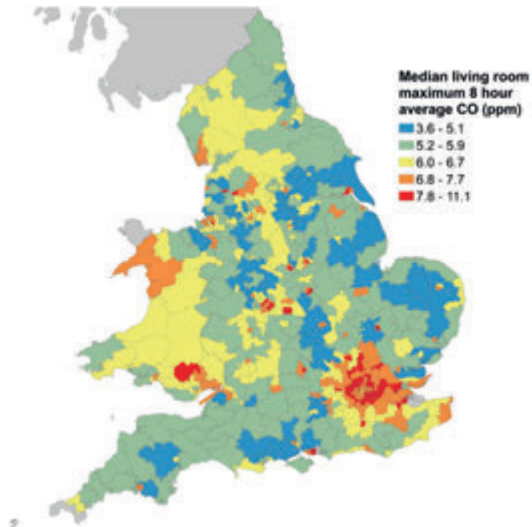 Median living room
maximum 8 hour
average CO (ppm)
3.6 - 5.1
5.2 - 5.9
6.0 - 6.7
6.8 - 7.7
7.8 - 11.1